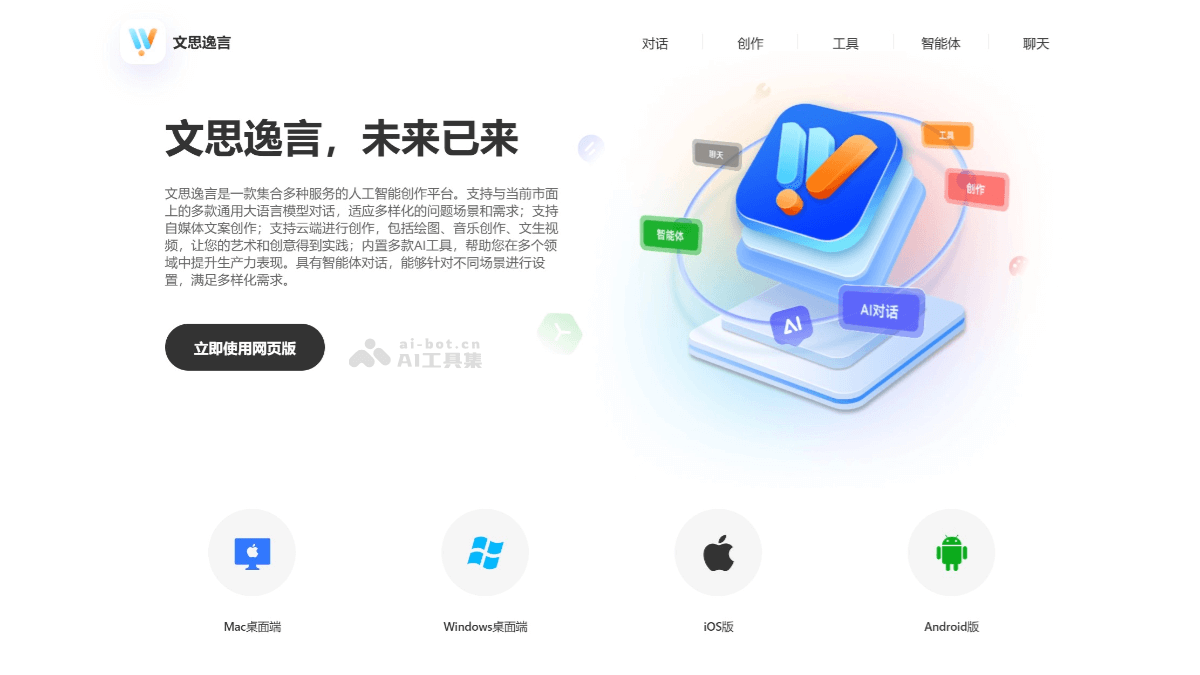 文思逸言
对话
创作
工具
智能体
聊天
文思逸言，未来已来
文思逸言是一款集合多种服务的人工智能创作平台。支持与当前市面
上的多款通用大语言模型对话，适应多样化的问题场景和需求；支持
自媒体文案创作；支持云端进行创作，包括绘图、音乐创作、文生视
频，让您的艺术和创意得到实践；内置多款AI工具，帮助您在多个领
域中提升生产力表现。具有智能体对话，能够针对不同场景进行设
置，满足多样化需求。
立即使用网页版
ai-bot.cn
AI工具集
聊天
工具
创作
智能体
AI对话
AI
Mac桌面端
Windows桌面端
iOS版
Android版